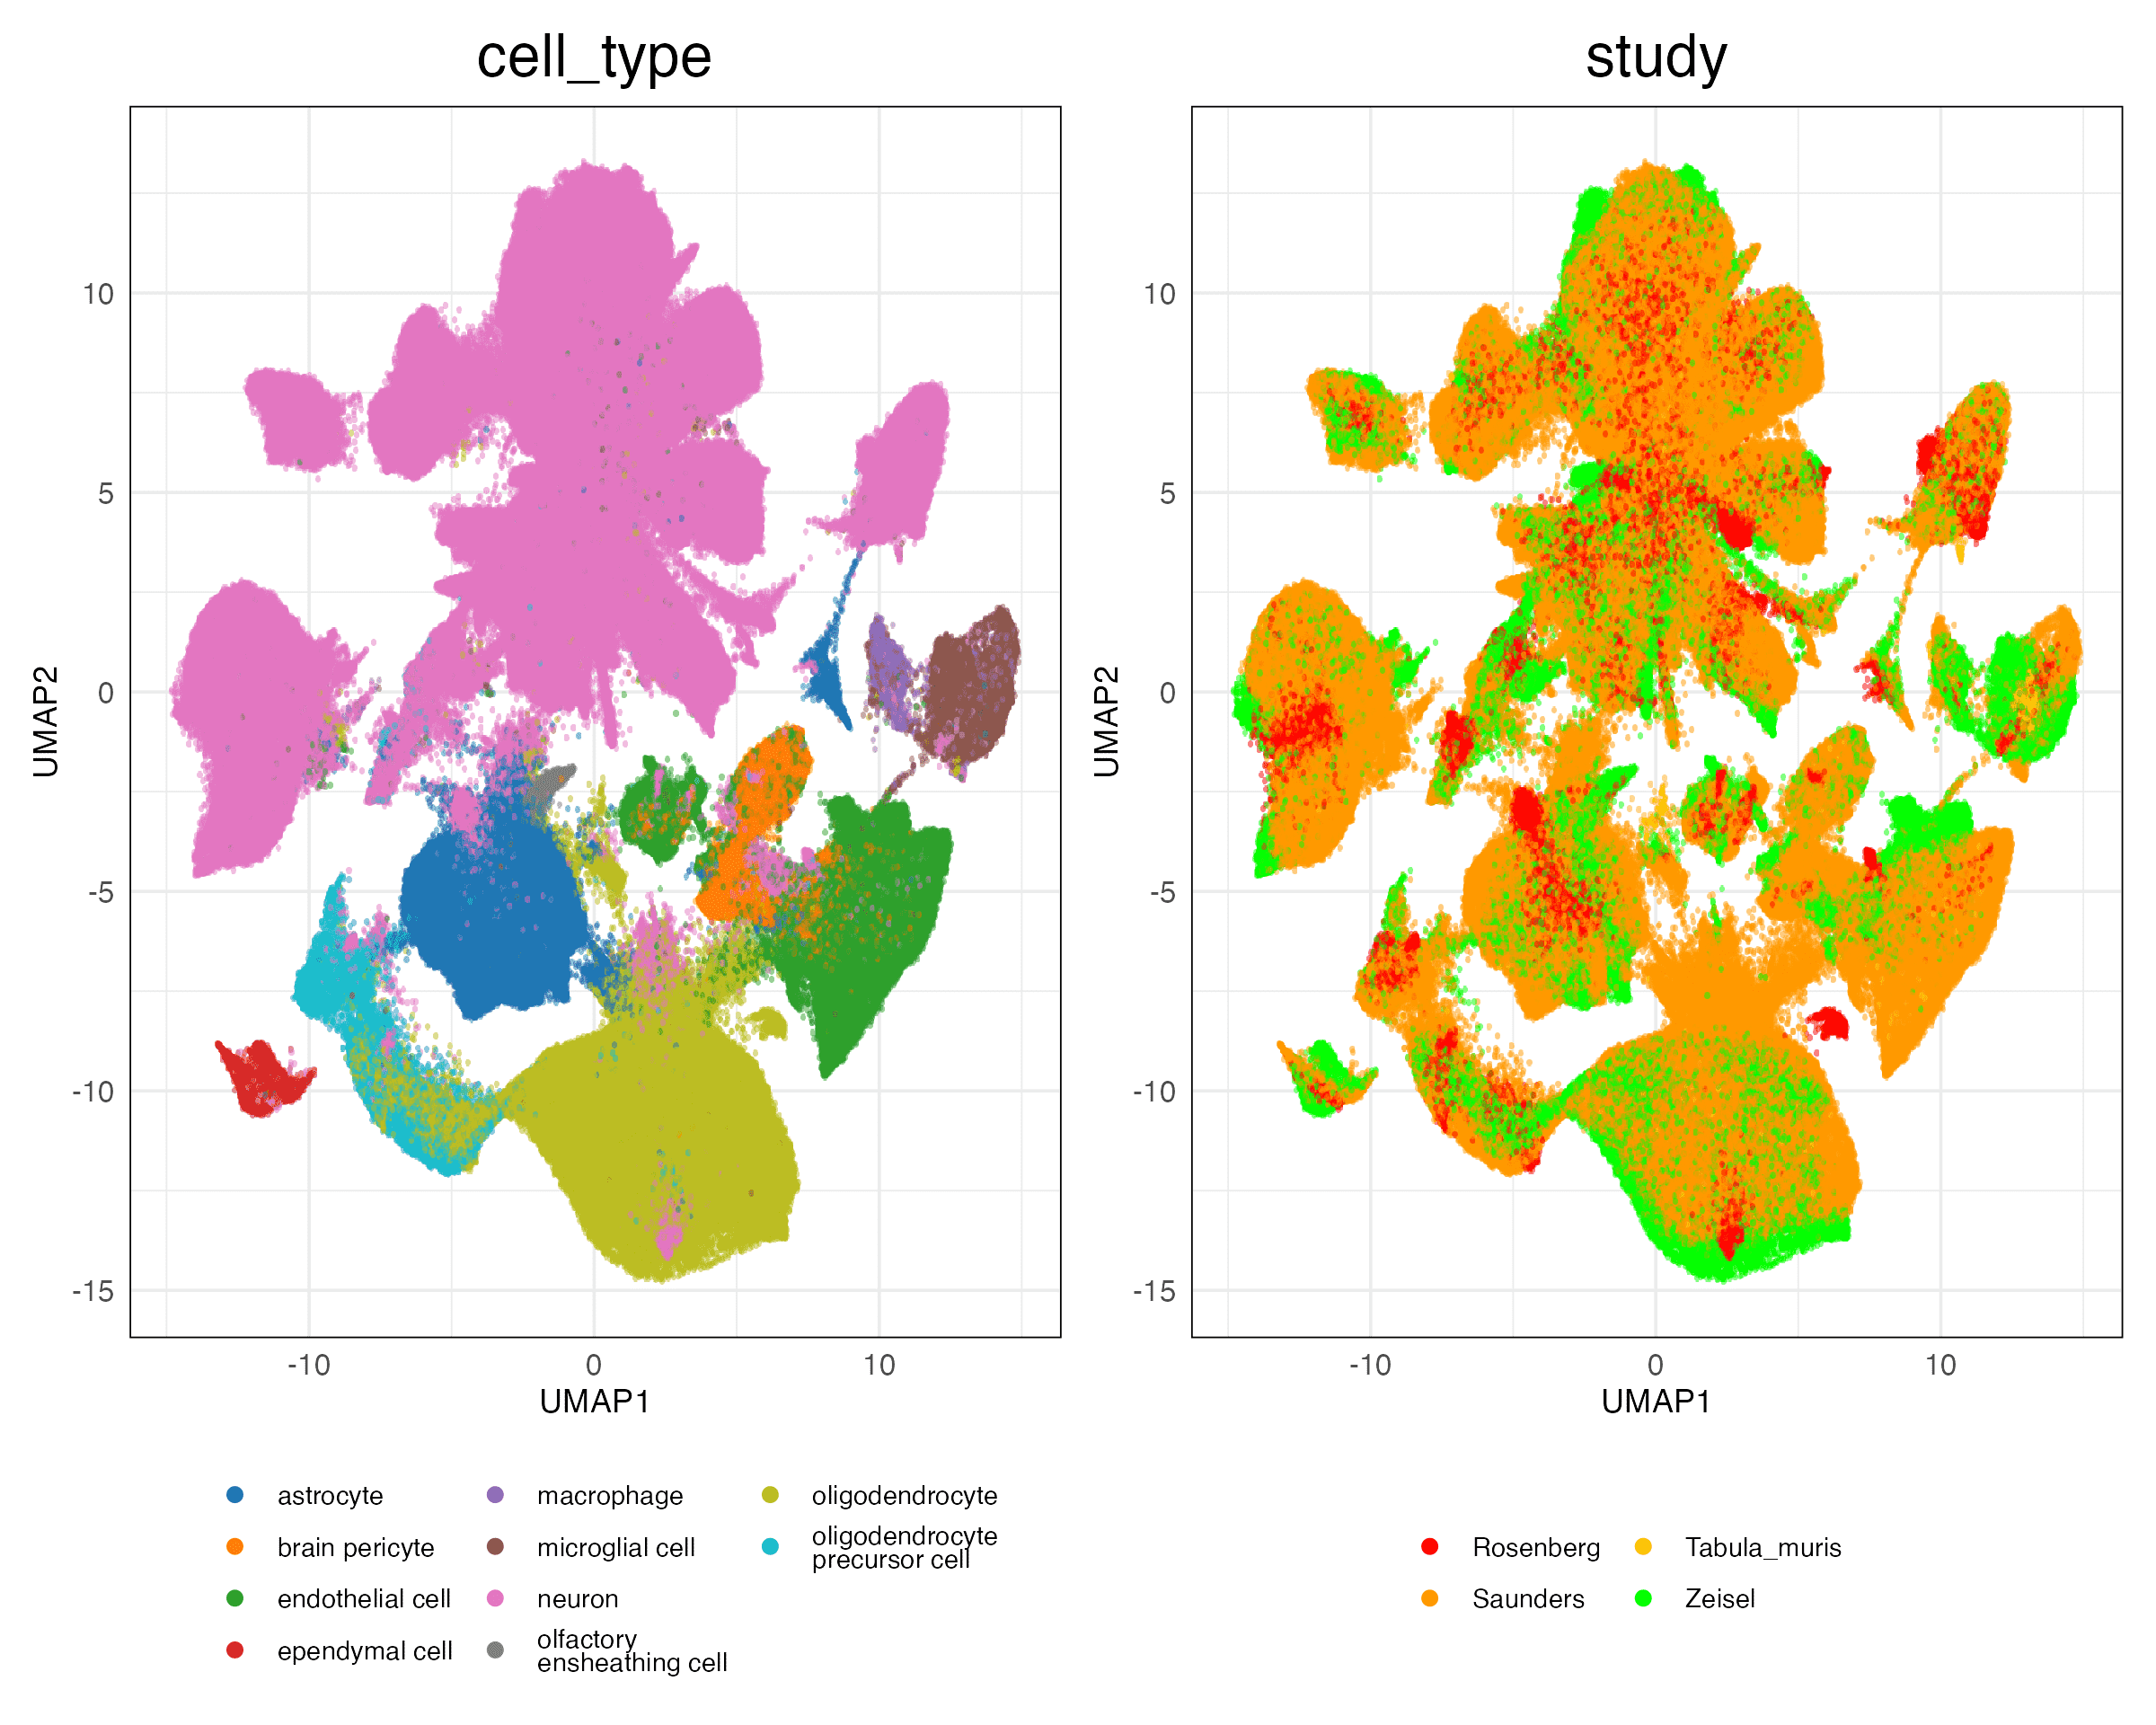 cell_type
study
UMAP2
10
5
0
-5
-10
-15
-10
0
10
UMAP1
UMAP2
10
5
0
-5
-10
-15
-10
0
10
UMAP1
astrocyte
brain pericyte
endothelial cell
ependymal cell
macrophage
microglial cell
neuron
olfactory
ensheathing cell
oligodendrocyte
oligodendrocyte
precursor cell
Rosenberg
Saunders
Tabula_muris
Zeisel